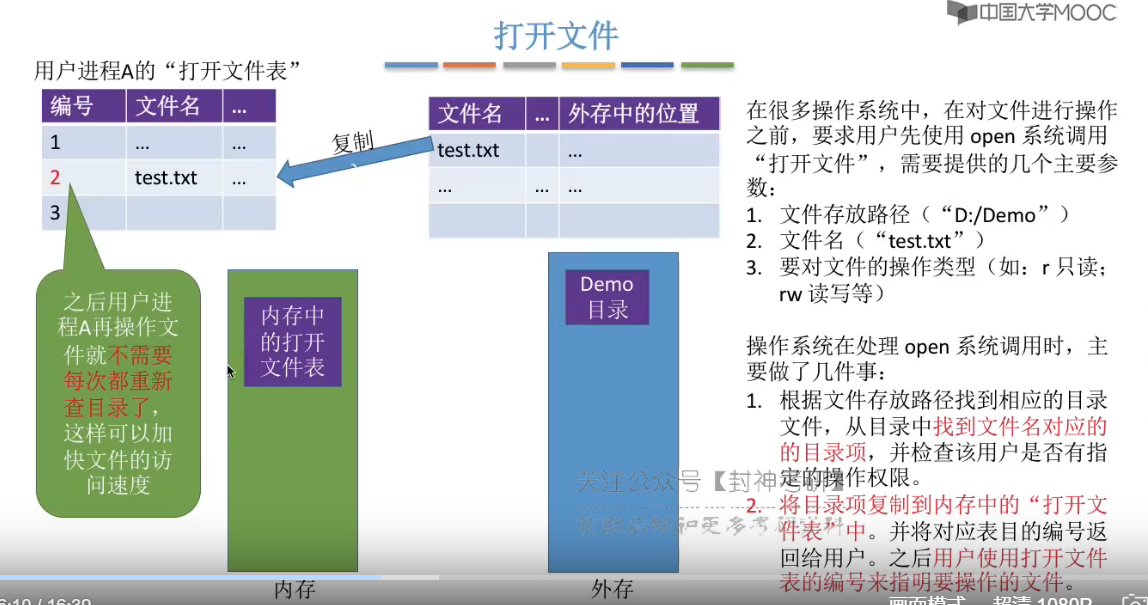 中国大学MOOC
打开文件
用户进程A的“打开文件表”
编号 文件名 ...
1 ... ...
2 test.txt ...
3
复制
文件名 ... 外存中的位置
test.txt ...
... ... ...
之后用户进
程A再操作文
件就不需要
每次都重新
查目录了，
这样可以加
快文件的访
问速度
内存中
的打开
文件表
内存
Demo
目录
外存
在很多操作系统中，在对文件进行操作
之前，要求用户先使用 open 系统调用
“打开文件”，需要提供的几个主要参
数：
1. 文件存放路径（“D:/Demo”）
2. 文件名（“test.txt”）
3. 要对文件的操作类型（如：r 只读；
rw 读写等）
操作系统在处理 open 系统调用时，主
要做了几件事：
1. 根据文件存放路径找到相应的目录
文件，从目录中找到文件名对应的
的目录项，并检查该用户是否有指
定的操作权限。
2. 将目录项复制到内存中的“打开文
件表”中。并将对应表目的编号返
回给用户。之后用户使用打开文件
表的编号来指明要操作的文件。
关注公众号【封神考研】
画面模式 超清 1080P